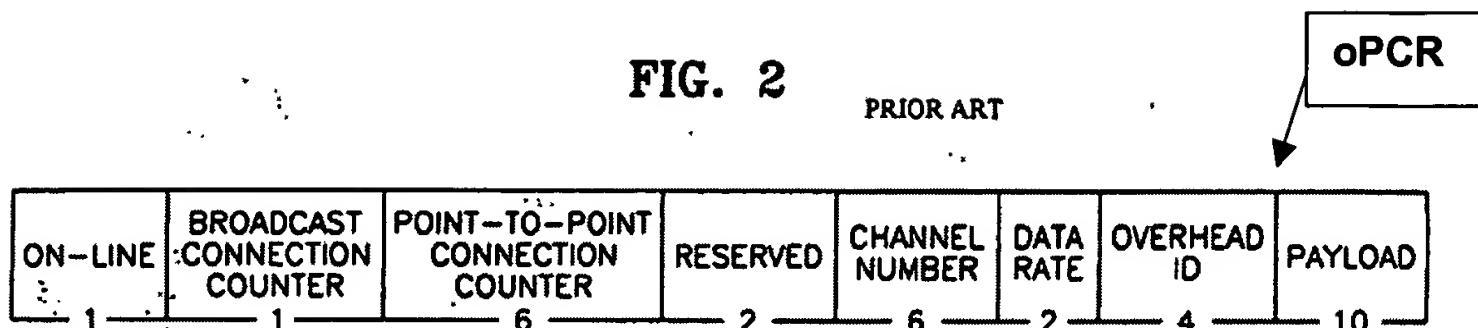 FIG. 2
oPCR
PRIOR ART
ON-LINE
BROADCAST
CONNECTION
COUNTER
POINT-TO-POINT
CONNECTION
COUNTER
RESERVED
CHANNEL
NUMBER
DATA
RATE
OVERHEAD
ID
PAYLOAD
1 1 6 2 6 2 4 10